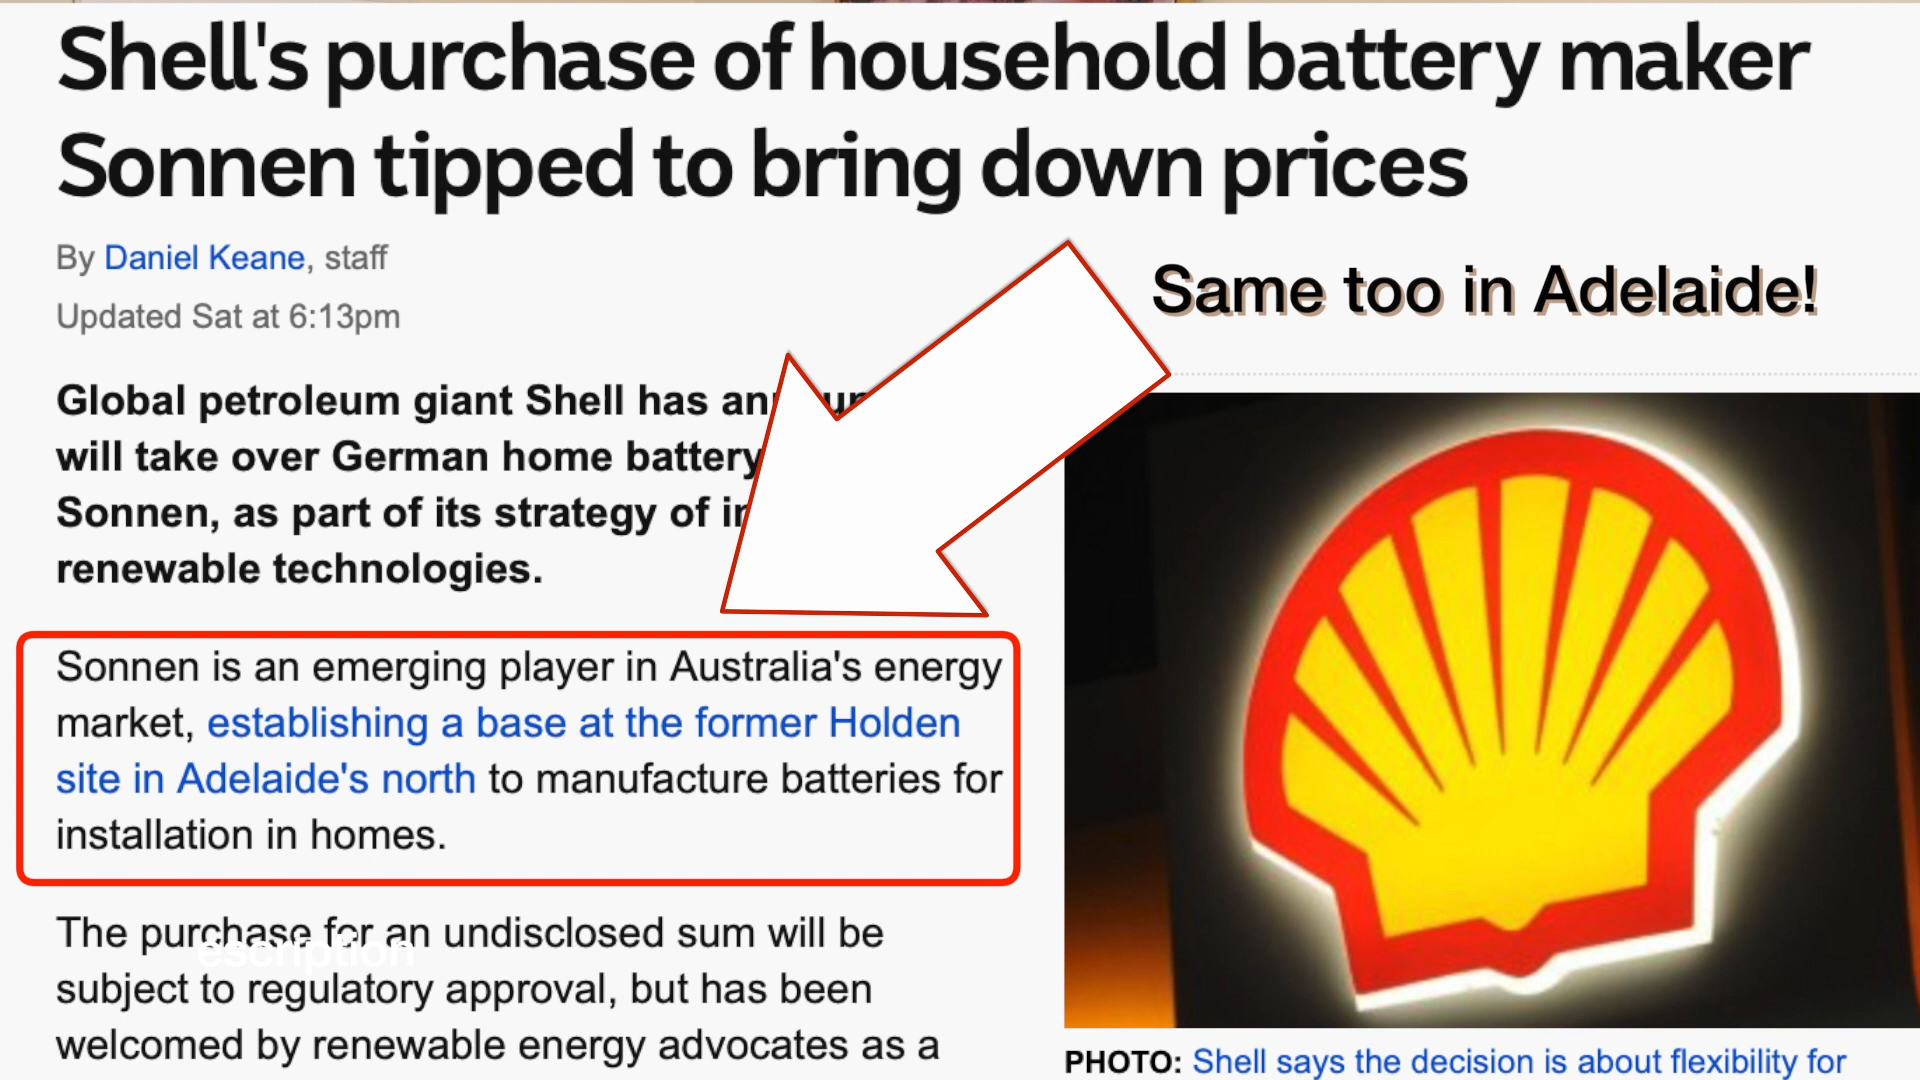 Shell's purchase of household battery maker
Sonnen tipped to bring down prices
By Daniel Keane, staff
Updated Sat at 6:13pm
Same too in Adelaide!
Global petroleum giant Shell has
will take over German home battery
Sonnen, as part of its strategy of
renewable technologies.
Sonnen is an emerging player in Australia's energy
market, establishing a base at the former Holden
site in Adelaide's north to manufacture batteries for
installation in homes.
The purchase for an undisclosed sum will be
escription
subject to regulatory approval, but has been
welcomed by renewable energy advocates as a
PHOTO: Shell says the decision is about flexibility for